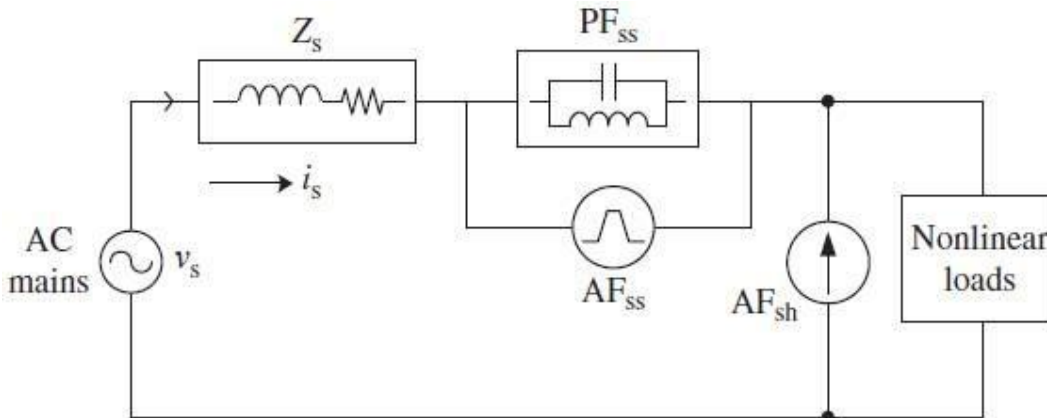 Z_s
PF_ss
i_s
AC
mains
v_s
AF_ss
AF_sh
Nonlinear
loads